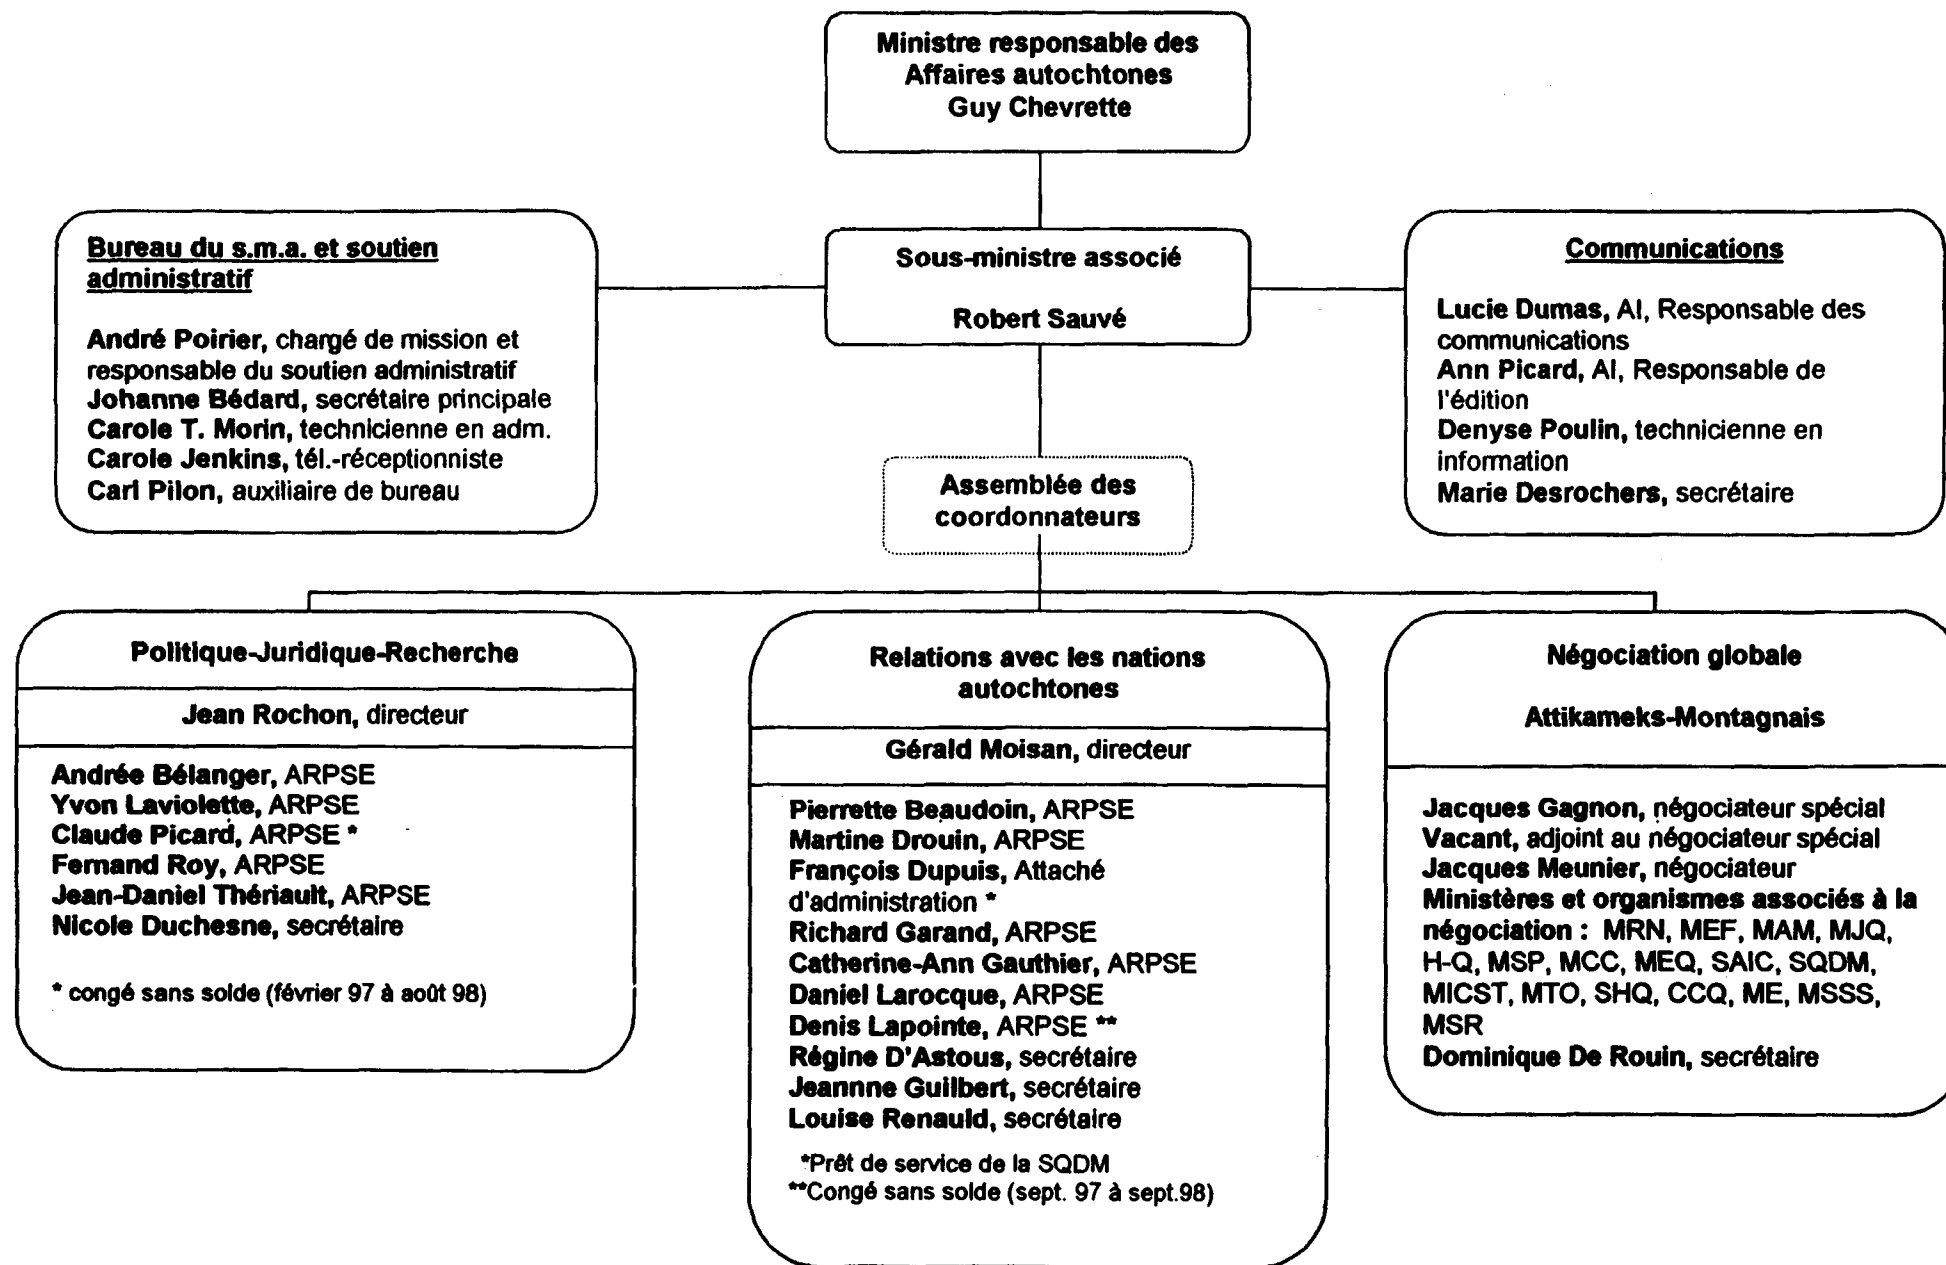 Ministre responsable des
Affaires autochtones
Guy Chevrette
Bureau du s.m.a. et soutien
administratif
André Poirier, chargé de mission et
responsable du soutien administratif
Johanne Bédard, secrétaire principale
Carole T. Morin, technicienne en adm.
Carole Jenkins, tél.-réceptionniste
Carl Pilon, auxiliaire de bureau
Sous-ministre associé
Robert Sauvé
Communications
Lucie Dumas, AI, Responsable des
communications
Ann Picard, AI, Responsable de
l'édition
Denyse Poulin, technicienne en
information
Marie Desrochers, secrétaire
Assemblée des
coordonnateurs
Politique-Juridique-Recherche
Jean Rochon, directeur
Andrée Bélanger, ARPSE
Yvon Laviolette, ARPSE
Claude Picard, ARPSE *
Fernand Roy, ARPSE
Jean-Daniel Thériault, ARPSE
Nicole Duchesne, secrétaire
* congé sans solde (février 97 à août 98)
Relations avec les nations
autochtones
Gérald Moisan, directeur
Pierrette Beaudoin, ARPSE
Martine Drouin, ARPSE
François Dupuis, Attaché
d'administration *
Richard Garand, ARPSE
Catherine-Ann Gauthier, ARPSE
Daniel Larocque, ARPSE
Denis Lapointe, ARPSE **
Régine D'Astous, secrétaire
Jeannne Guilbert, secrétaire
Louise Renauld, secrétaire
*Prêt de service de la SQDM
**Congé sans solde (sept. 97 à sept.98)
Négociation globale
Attikameks-Montagnais
Jacques Gagnon, négociateur spécial
Vacant, adjoint au négociateur spécial
Jacques Meunier, négociateur
Ministères et organismes associés à la
négociation : MRN, MEF, MAM, MJQ,
H-Q, MSP, MCC, MEQ, SAIC, SQDM,
MICST, MTO, SHQ, CCQ, ME, MSSS,
MSR
Dominique De Rouin, secrétaire